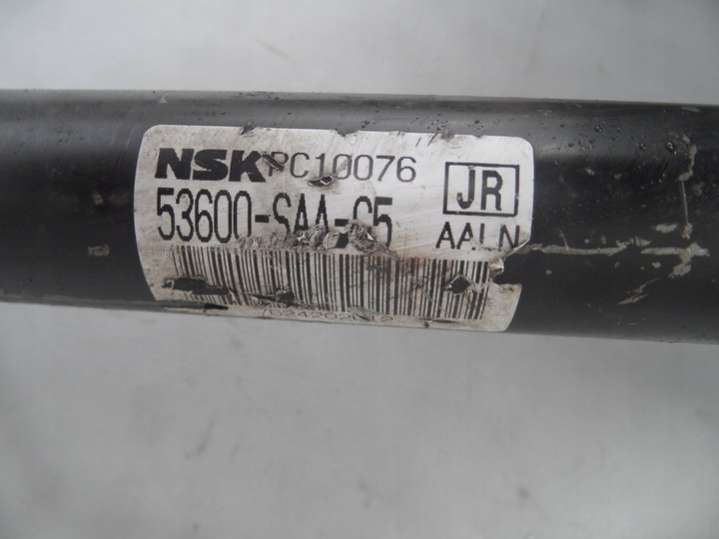 NSK PC10076
53600-SAA-G5
JR
AALN